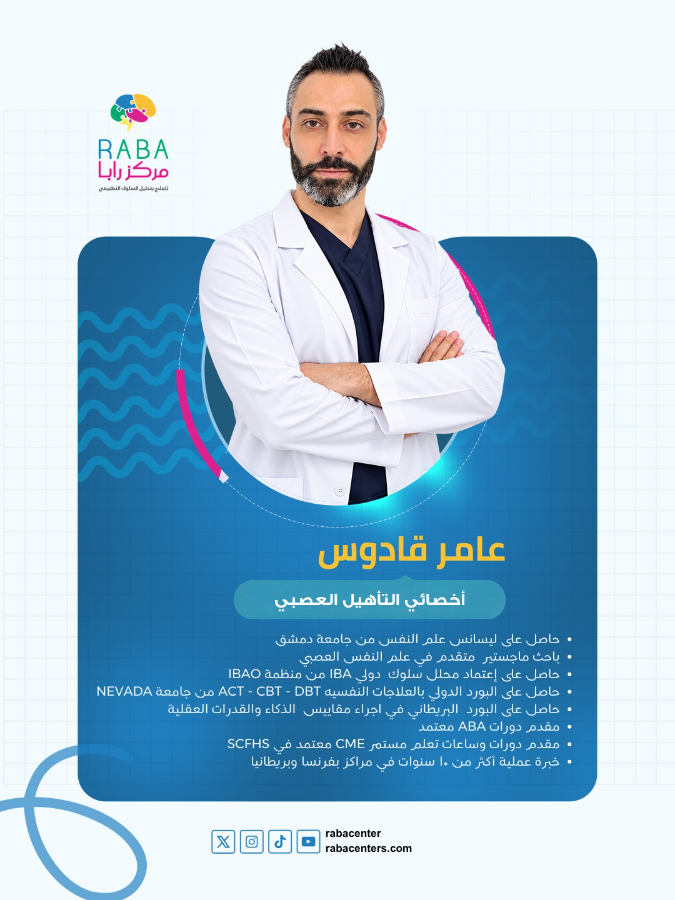 RABA
مركز رابا
للعلاج بتحليل السلوك التطبيقي
عامر قادوس
أخصائي التأهيل العصبي
• حاصل على ليسانس علم النفس من جامعة دمشق
• باحث ماجستير متقدم في علم النفس العصبي
• حاصل على إعتماد محلل سلوك دولي IBA من منظمة IBAO
• حاصل على البورد الدولي بالعلاجات النفسيه ACT - CBT - DBT من جامعة NEVADA
• حاصل على البورد البريطاني في اجراء مقاييس الذكاء والقدرات العقلية
• مقدم دورات ABA معتمد
• مقدم دورات وساعات تعلم مستمر CME معتمد في SCFHS
• خبرة عملية أكثر من ١٠ سنوات في مراكز بفرنسا وبريطانيا
rabacenter
rabacenters.com